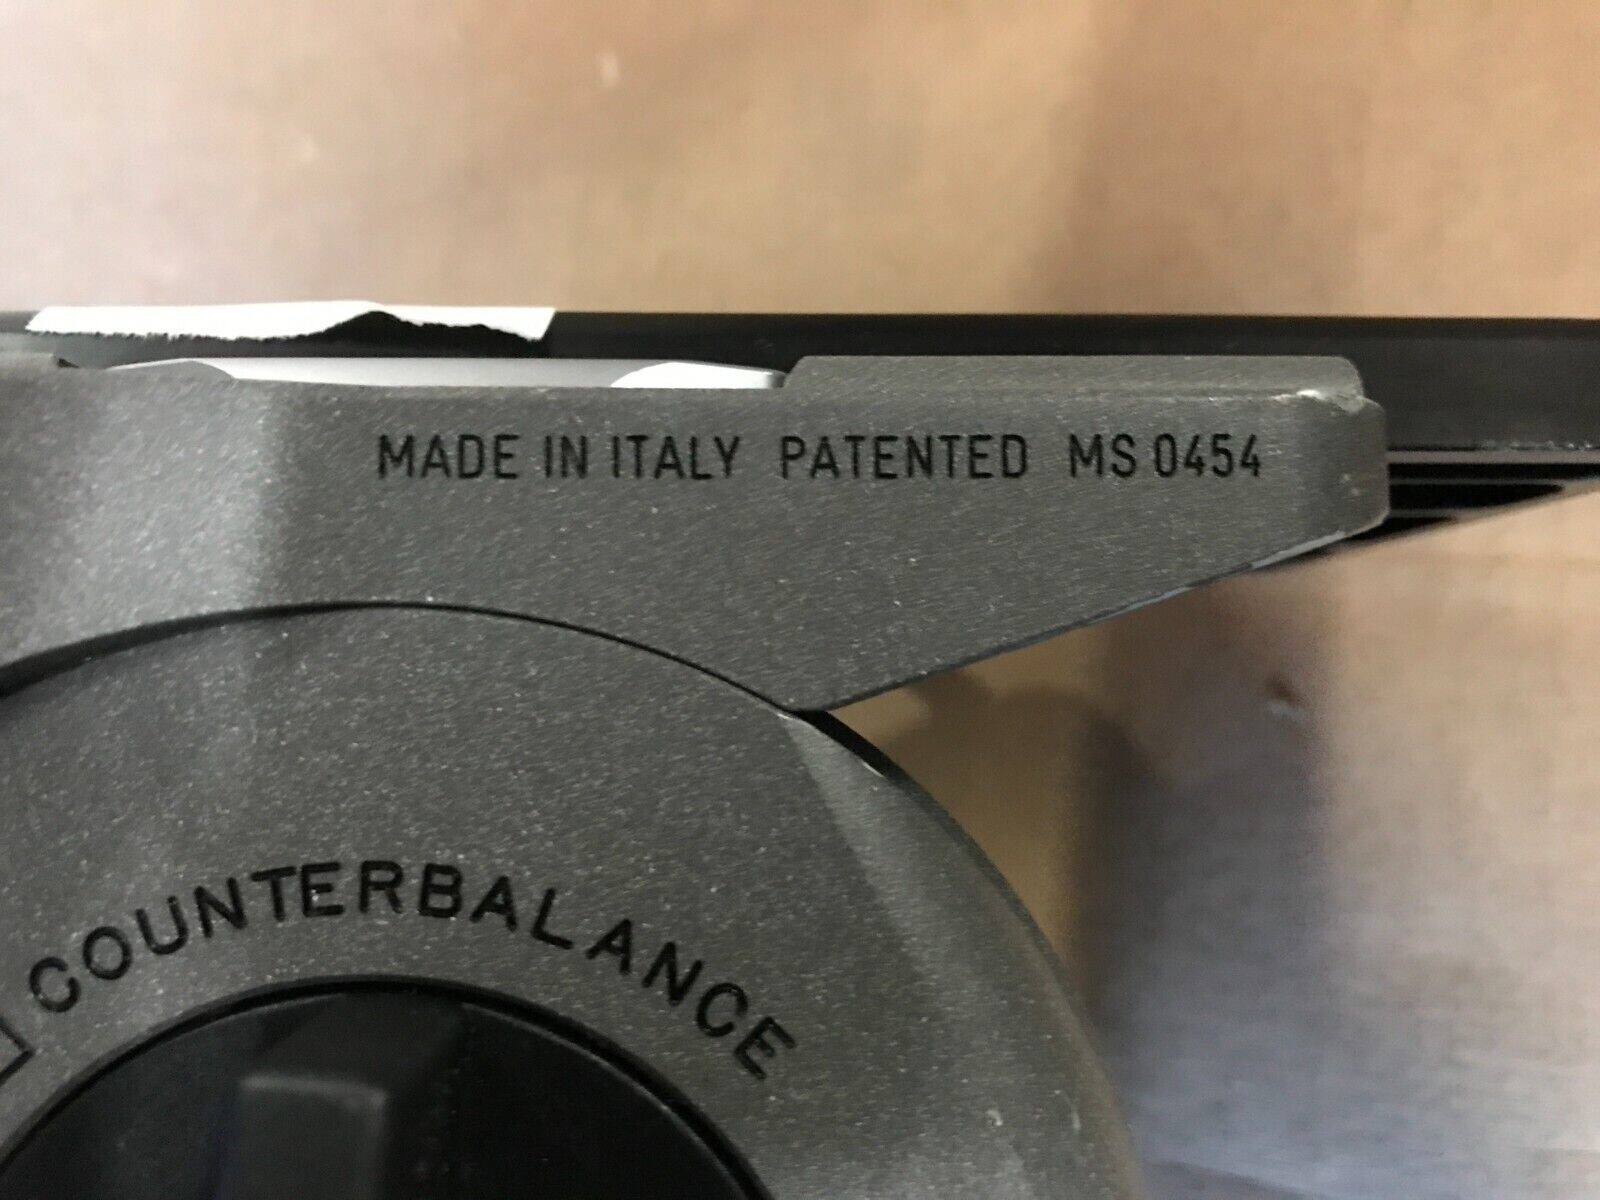 MADE IN ITALY PATENTED MS 0454
COUNTERBALANCE